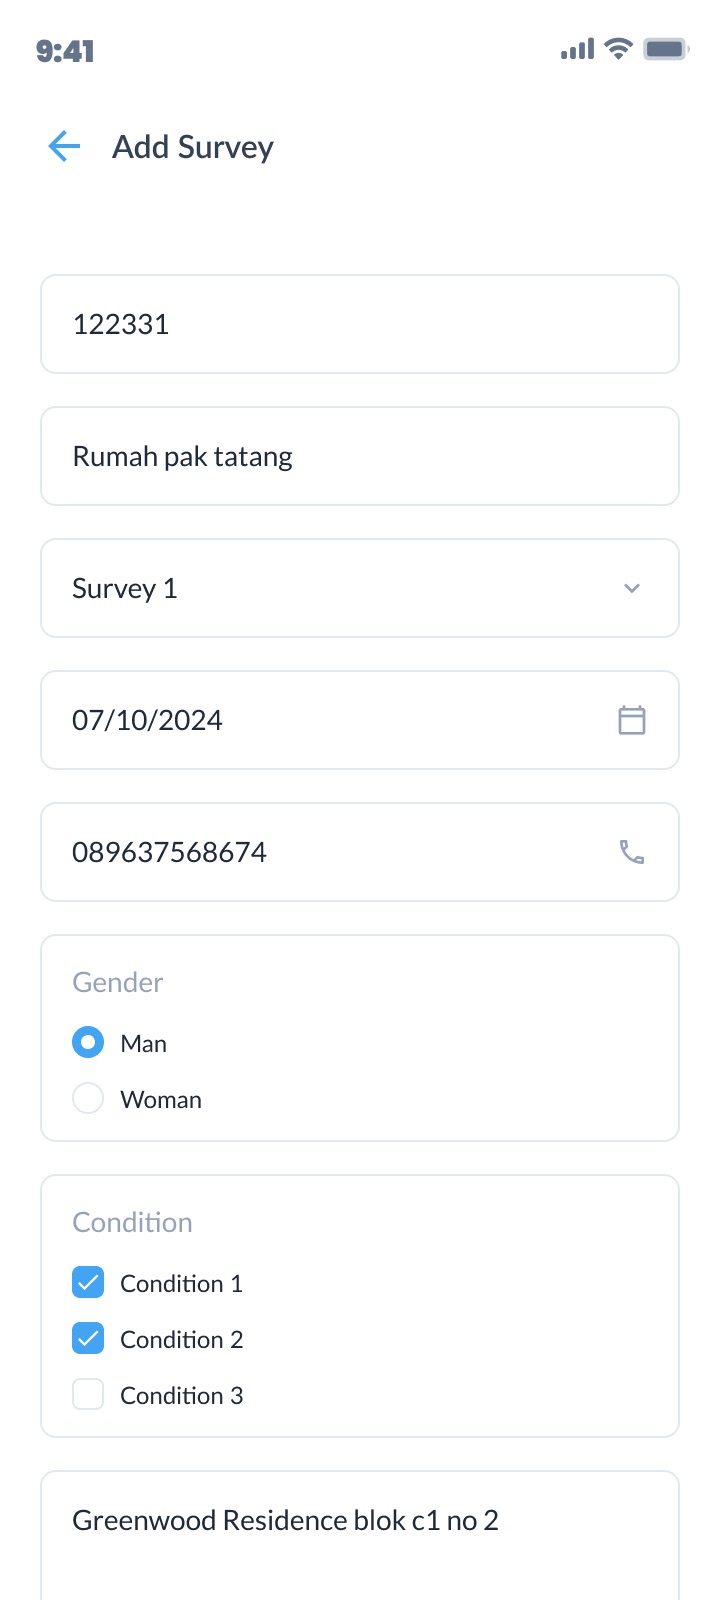 9:41
Add Survey
122331
Rumah pak tatang
Survey 1
07/10/2024
089637568674
Gender
Man
Woman
Condition
Condition 1
Condition 2
Condition 3
Greenwood Residence blok c1 no 2